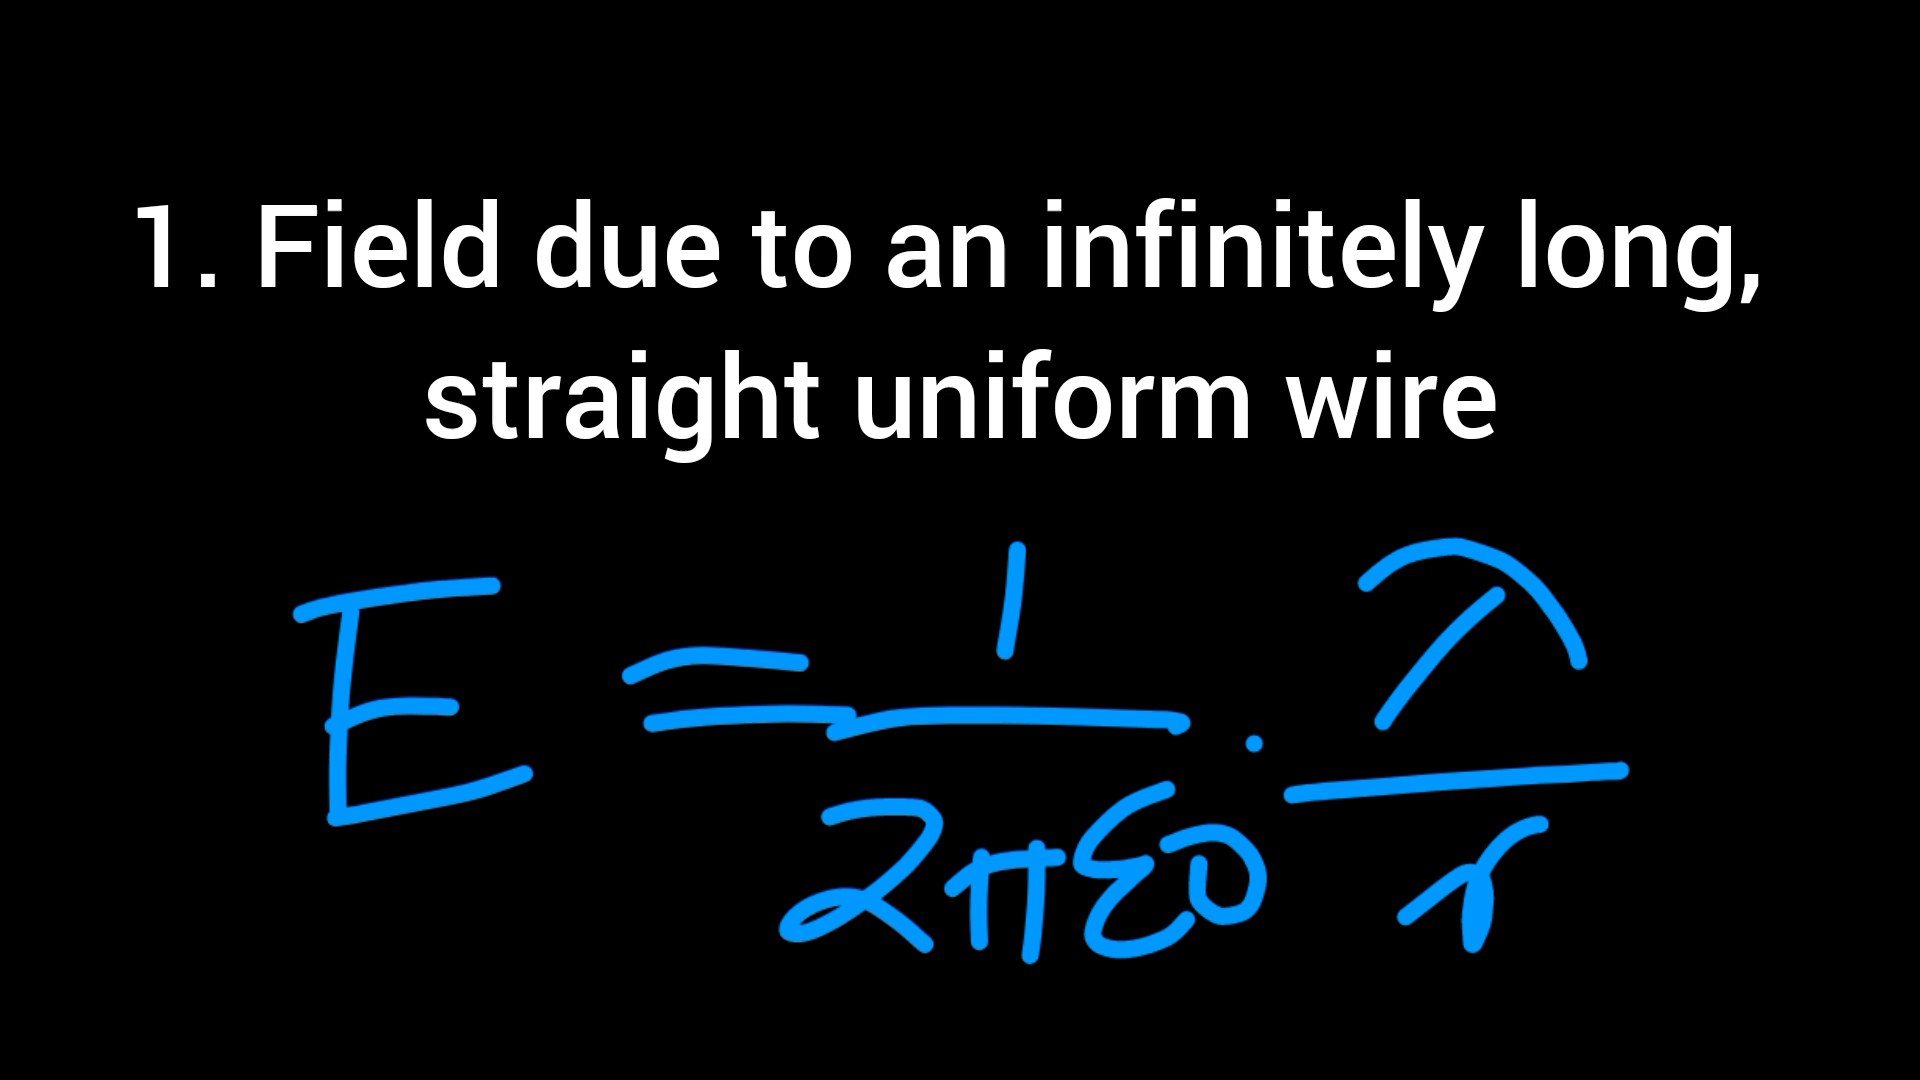 1. Field due to an infinitely long,
straight uniform wire
E = 1/2πε0 · λ/r